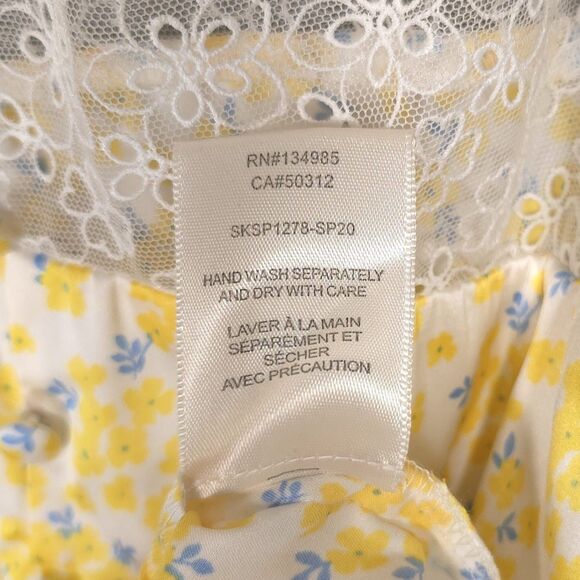 RN#134985
CA#50312
SKSP1278-SP20
HAND WASH SEPARATELY
AND DRY WITH CARE
LAVER À LA MAIN
SÉPARÉMENT ET
SÉCHER
AVEC PRÉCAUTION